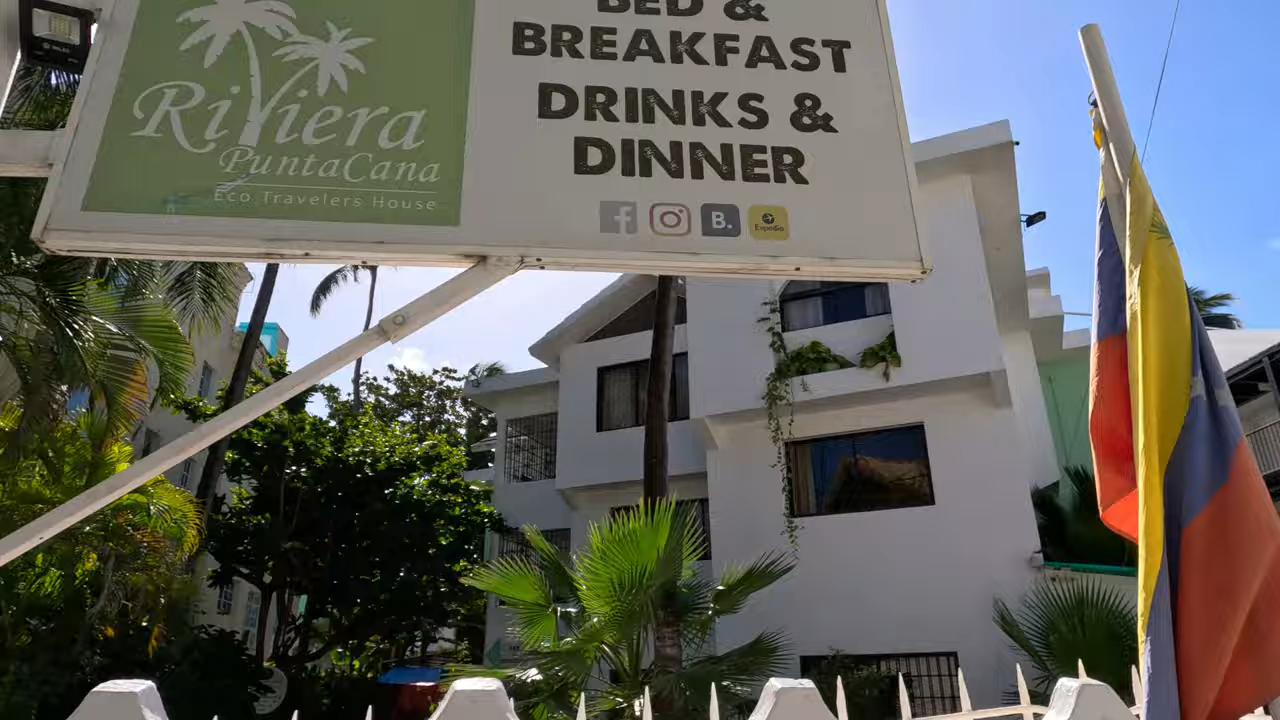 Riviera
PuntaCana
Eco Travelers House
BED &
BREAKFAST
DRINKS &
DINNER
f
B.
Expedia